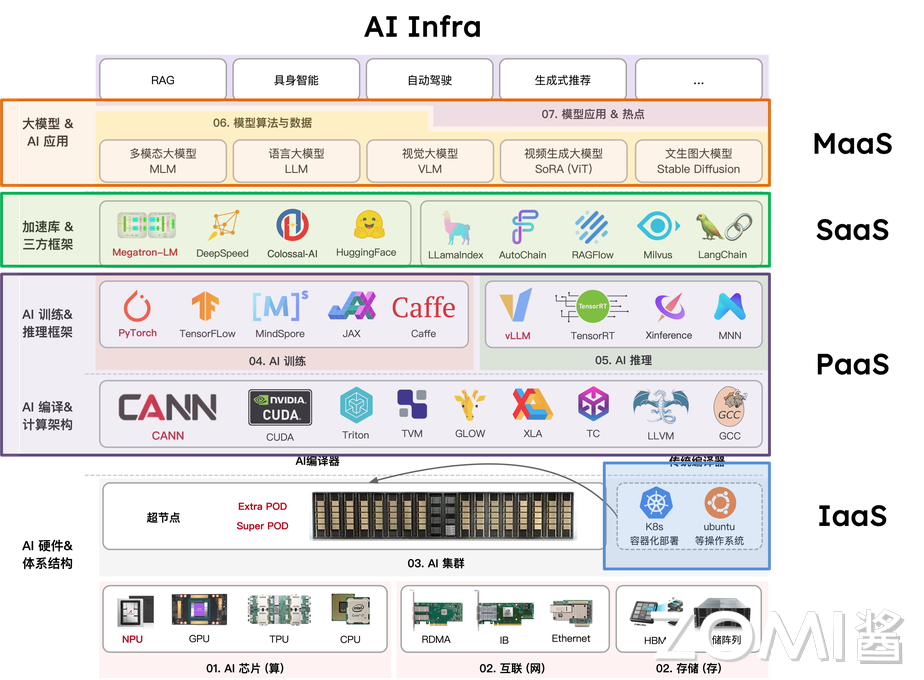 AI Infra
RAG
具身智能
自动驾驶
生成式推荐
...
大模型 &
AI 应用
06. 模型算法与数据
07. 模型应用 & 热点
多模态大模型
MLM
语言大模型
LLM
视觉大模型
VLM
视频生成大模型
SoRA (ViT)
文生图大模型
Stable Diffusion
MaaS
加速库 &
三方框架
Megatron-LM
DeepSpeed
Colossal-AI
HuggingFace
LLamaIndex
AutoChain
RAGFlow
Milvus
LangChain
SaaS
AI 训练&
推理框架
PyTorch
TensorFLow
[M]s
MindSpore
JAX
Caffe
Caffe
vLLM
TensorRT
TensorRT
Xinference
MNN
04. AI 训练
05. AI 推理
PaaS
AI 编译&
计算架构
CANN
CANN
NVIDIA.
CUDA.
CUDA
Triton
TVM
GLOW
XLA
TC
LLVM
GCC
GCC
AI编译器
传统编译器
AI 硬件&
体系结构
超节点
Extra POD
Super POD
K8s
容器化部署
ubuntu
等操作系统
IaaS
03. AI 集群
NPU
GPU
TPU
CPU
RDMA
IB
Ethernet
HBM
储阵列
01. AI 芯片 (算)
02. 互联 (网)
02. 存储 (存)
ZOMI酱